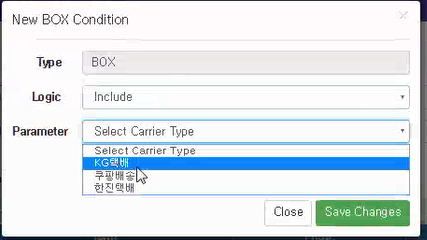 New BOX Condition ×
Type BOX
Logic Include
Parameter Select Carrier Type
Select Carrier Type
KG택배
쿠팡배송
한진택배
Close Save Changes